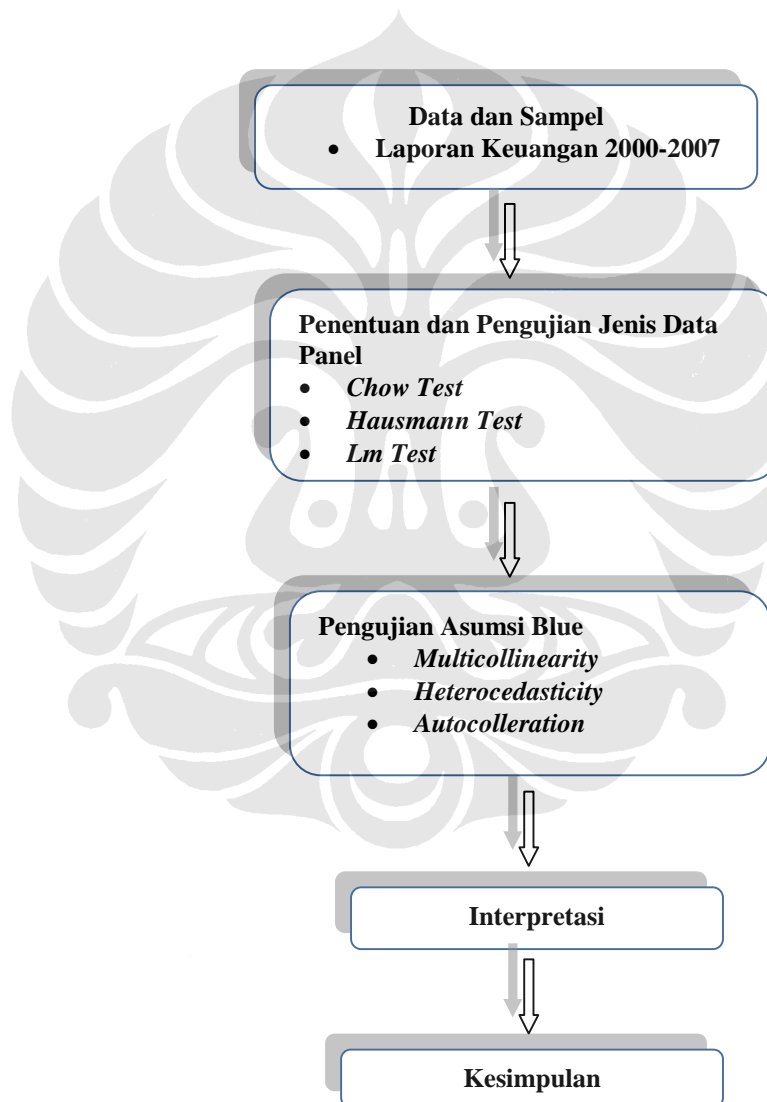 Data dan Sampel
• Laporan Keuangan 2000-2007
Penentuan dan Pengujian Jenis Data
Panel
• Chow Test
• Hausmann Test
• Lm Test
Pengujian Asumsi Blue
• Multicollinearity
• Heterocedasticity
• Autocolleration
Interpretasi
Kesimpulan